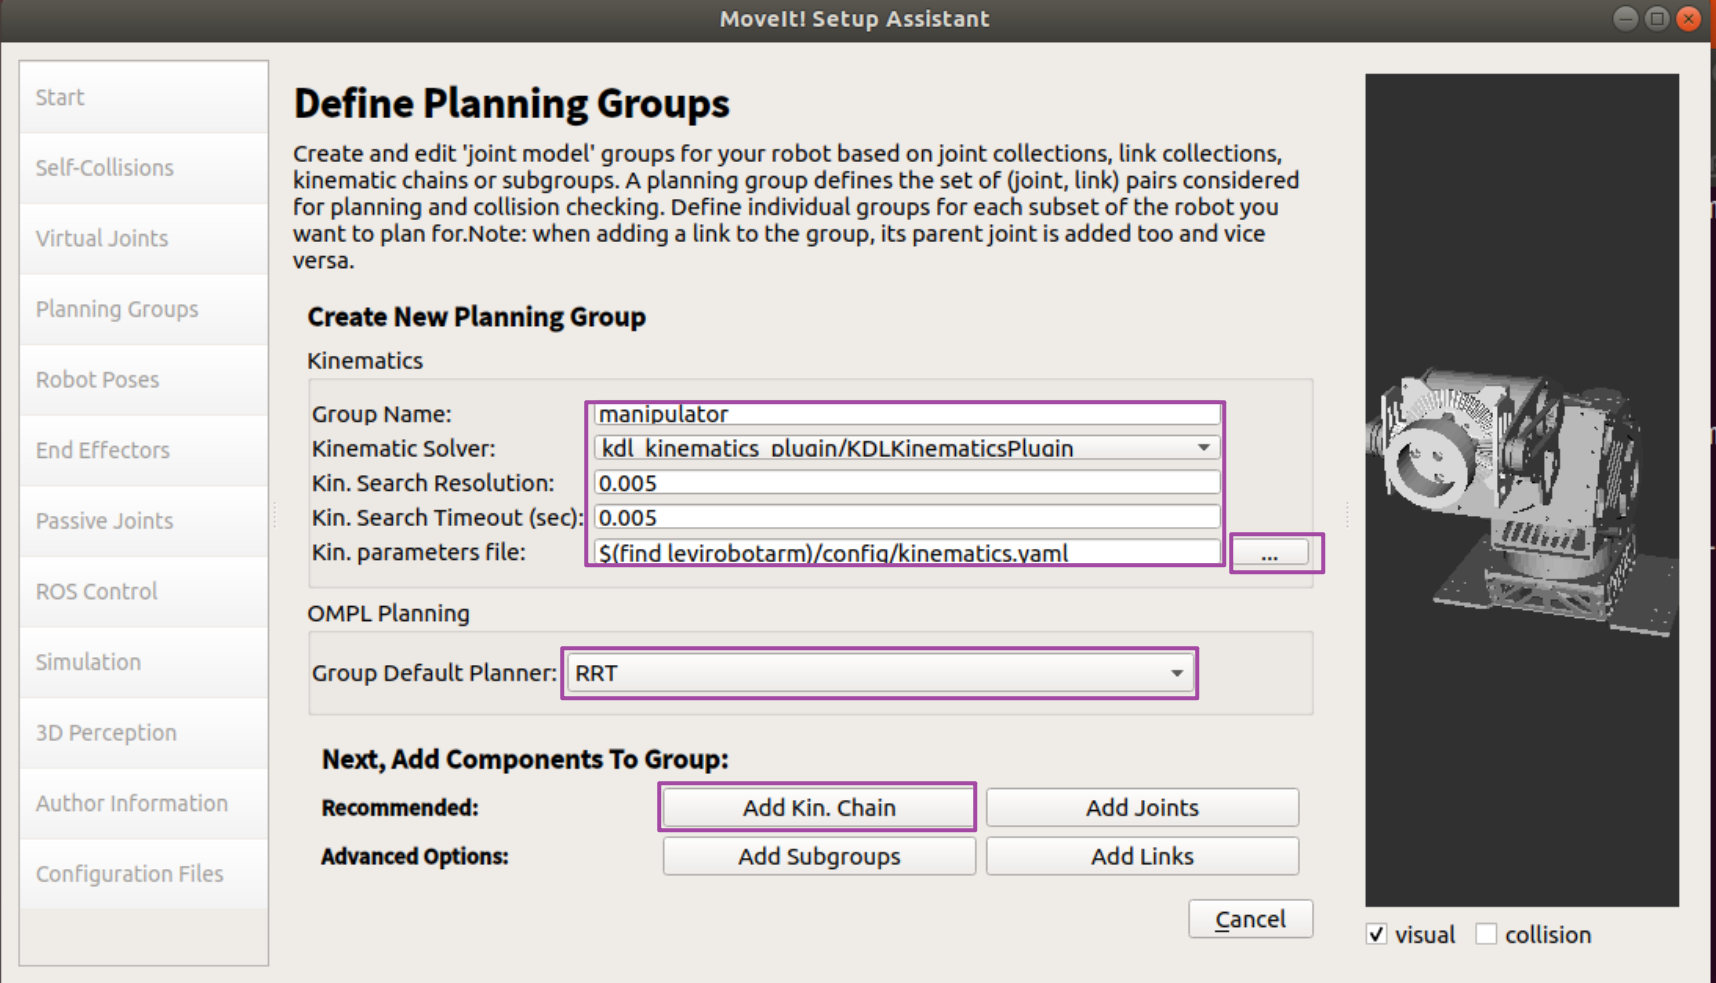 MoveIt! Setup Assistant
Start
Self-Collisions
Virtual Joints
Planning Groups
Robot Poses
End Effectors
Passive Joints
ROS Control
Simulation
3D Perception
Author Information
Configuration Files
Define Planning Groups
Create and edit 'joint model' groups for your robot based on joint collections, link collections,
kinematic chains or subgroups. A planning group defines the set of (joint, link) pairs considered
for planning and collision checking. Define individual groups for each subset of the robot you
want to plan for.Note: when adding a link to the group, its parent joint is added too and vice
versa.
Create New Planning Group
Kinematics
Group Name: manipulator
Kinematic Solver: kdl_kinematics_plugin/KDLKinematicsPlugin
Kin. Search Resolution: 0.005
Kin. Search Timeout (sec): 0.005
Kin. parameters file: $(find levirobotarm)/config/kinematics.yaml ...
OMPL Planning
Group Default Planner: RRT
Next, Add Components To Group:
Recommended: Add Kin. Chain Add Joints
Advanced Options: Add Subgroups Add Links
Cancel
visual collision